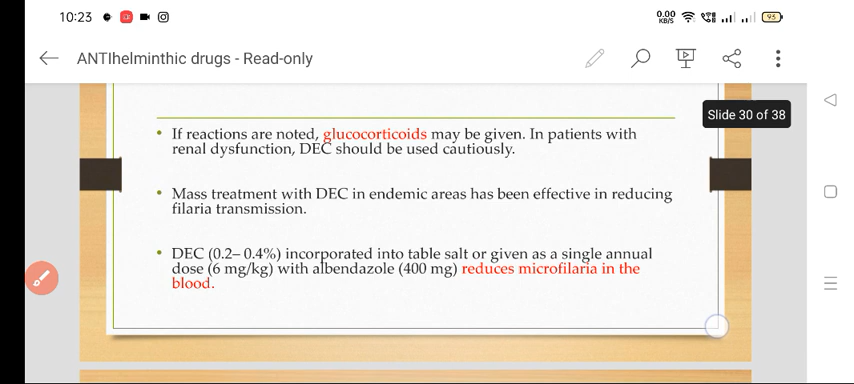 10:23
0.00
KB/S
93
ANTIhelminthic drugs - Read-only
Slide 30 of 38
• If reactions are noted, glucocorticoids may be given. In patients with
renal dysfunction, DEC should be used cautiously.
• Mass treatment with DEC in endemic areas has been effective in reducing
filaria transmission.
• DEC (0.2– 0.4%) incorporated into table salt or given as a single annual
dose (6 mg/kg) with albendazole (400 mg) reduces microfilaria in the
blood.